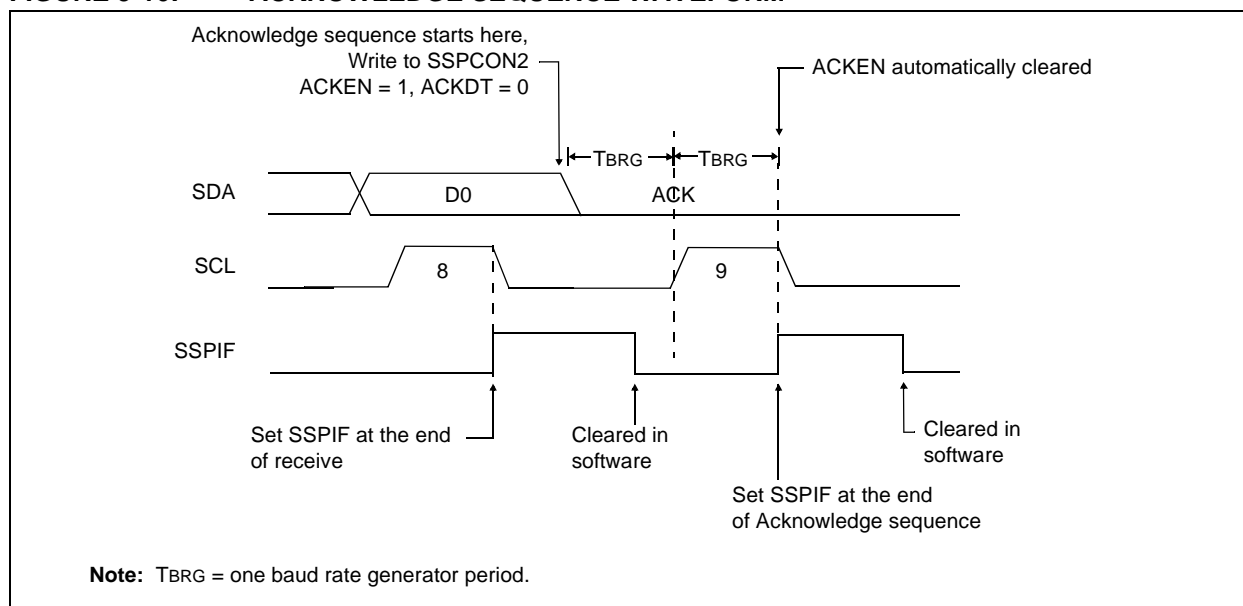 Acknowledge sequence starts here,
Write to SSPCON2
ACKEN = 1, ACKDT = 0
ACKEN automatically cleared
TBRG
TBRG
SDA
D0
ACK
SCL
8
9
SSPIF
Set SSPIF at the end
of receive
Cleared in
software
Cleared in
software
Set SSPIF at the end
of Acknowledge sequence
Note: TBRG = one baud rate generator period.